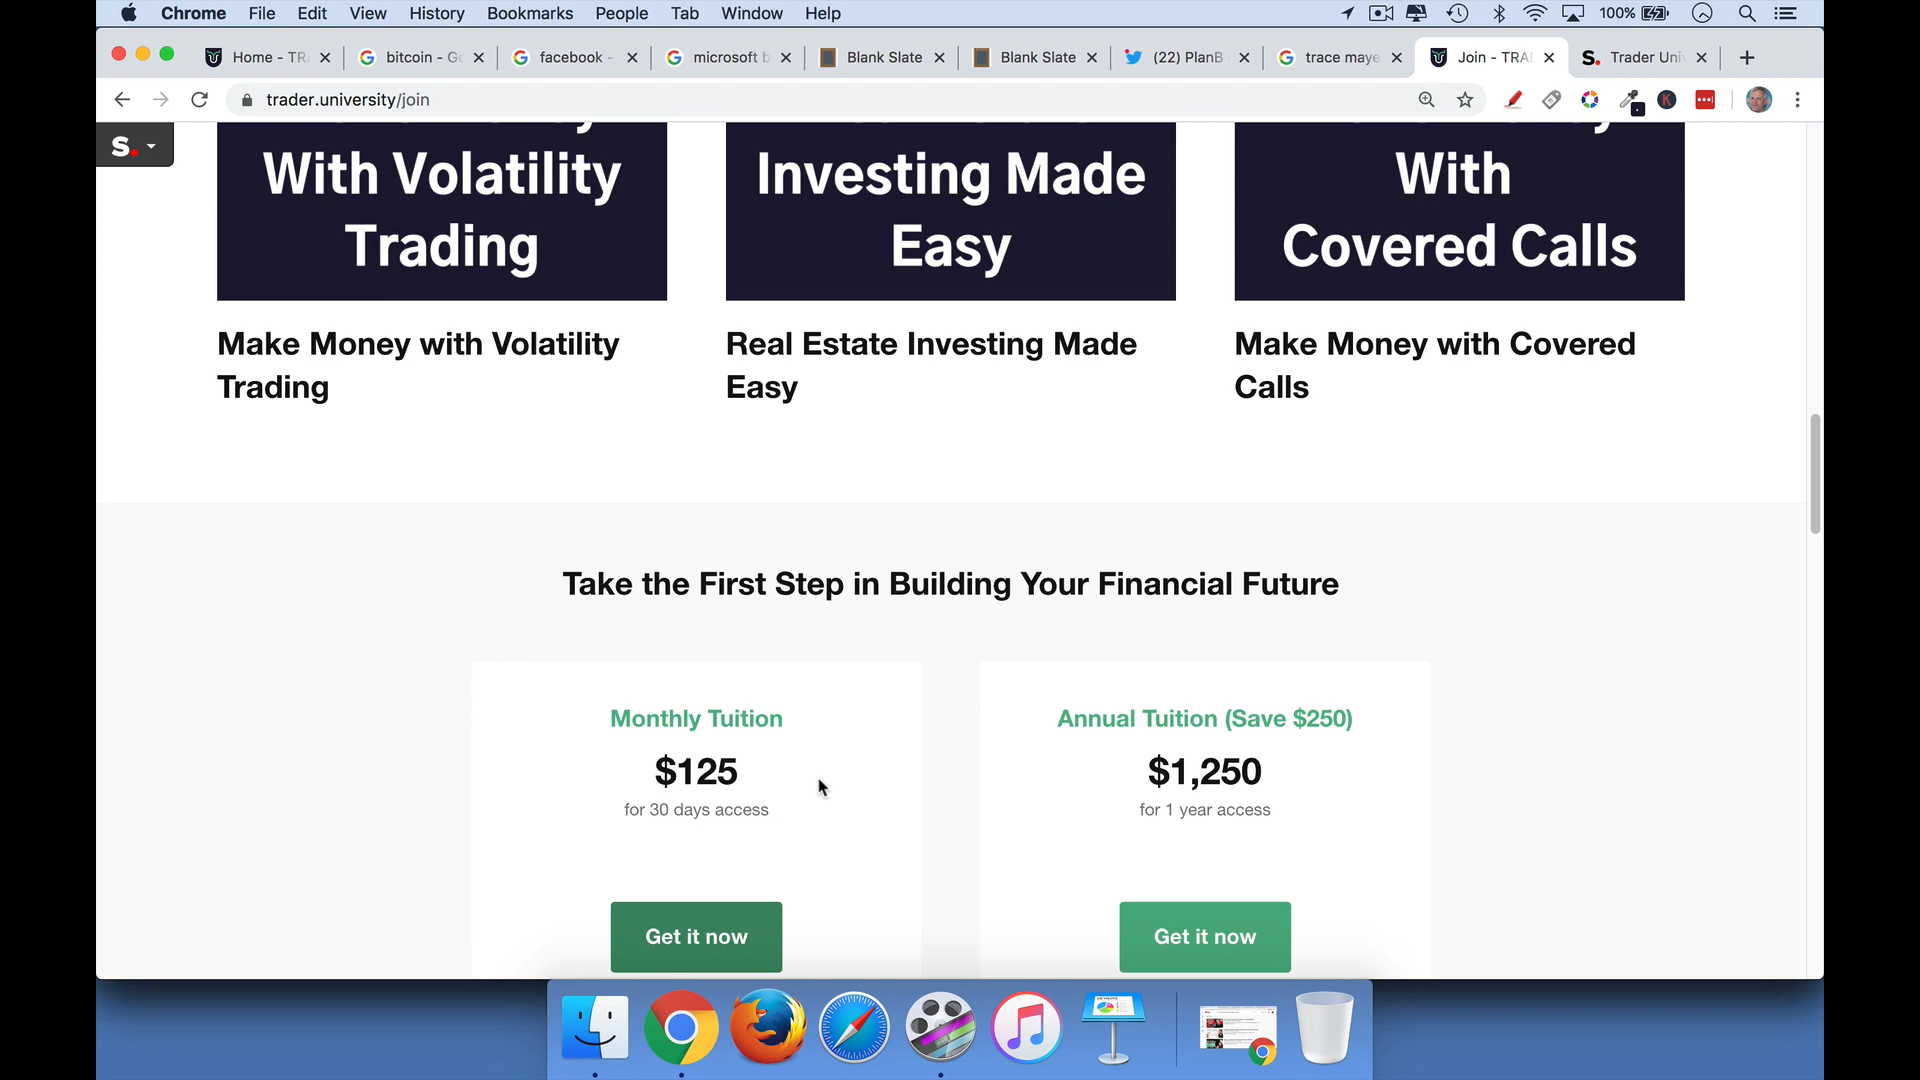 Chrome File Edit View History Bookmarks People Tab Window Help 100%
Home - TR
bitcoin - Go
facebook -
microsoft b
Blank Slate
Blank Slate
(22) PlanB
trace maye
Join - TRA
Trader Univ
trader.university/join
S.
With Volatility
Trading
Investing Made
Easy
With
Covered Calls
Make Money with Volatility
Trading
Real Estate Investing Made
Easy
Make Money with Covered
Calls
Take the First Step in Building Your Financial Future
Monthly Tuition
$125
for 30 days access
Get it now
Annual Tuition (Save $250)
$1,250
for 1 year access
Get it now